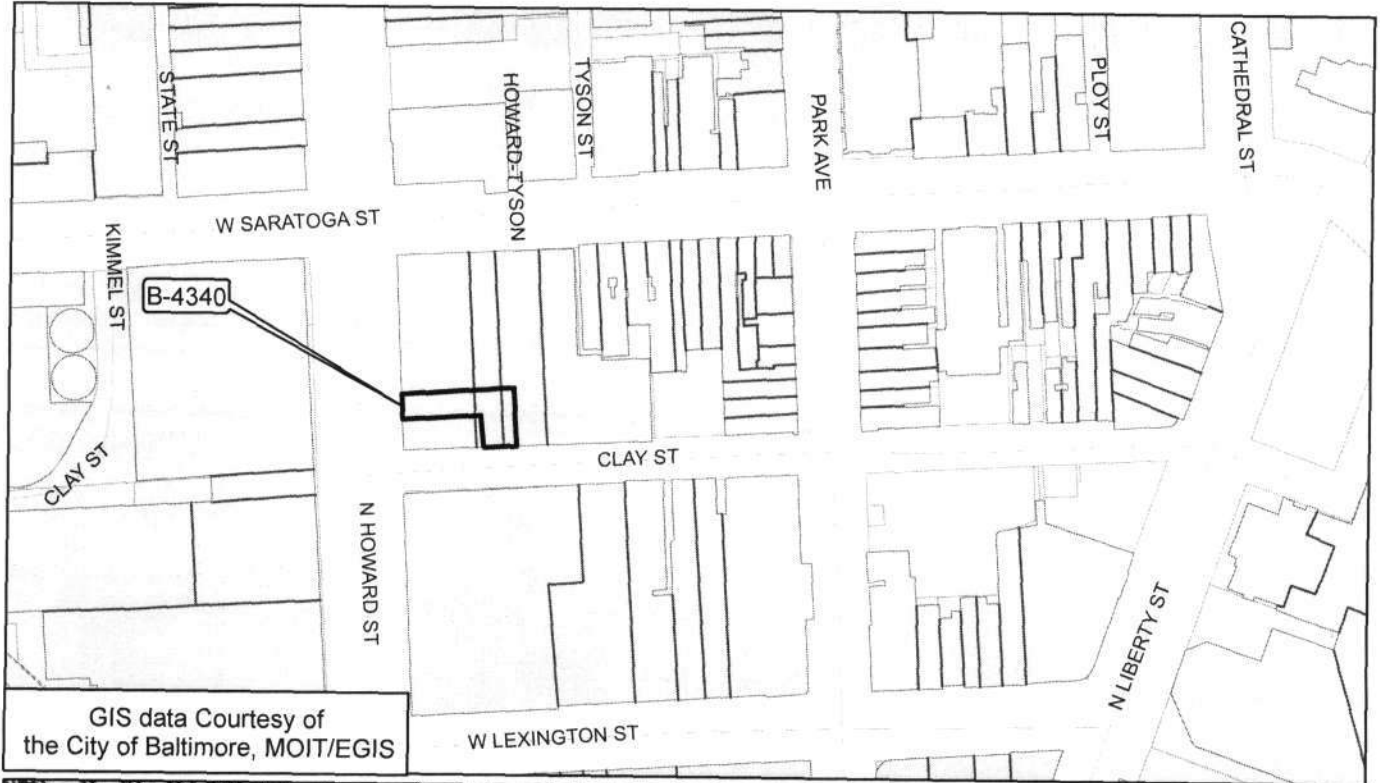 STATE ST
HOWARD-TYSON
TYSON ST
PARK AVE
PLOY ST
CATHEDRAL ST
W SARATOGA ST
KIMMEL ST
B-4340
CLAY ST
CLAY ST
N HOWARD ST
N LIBERTY ST
W LEXINGTON ST
GIS data Courtesy of
the City of Baltimore, MOIT/EGIS